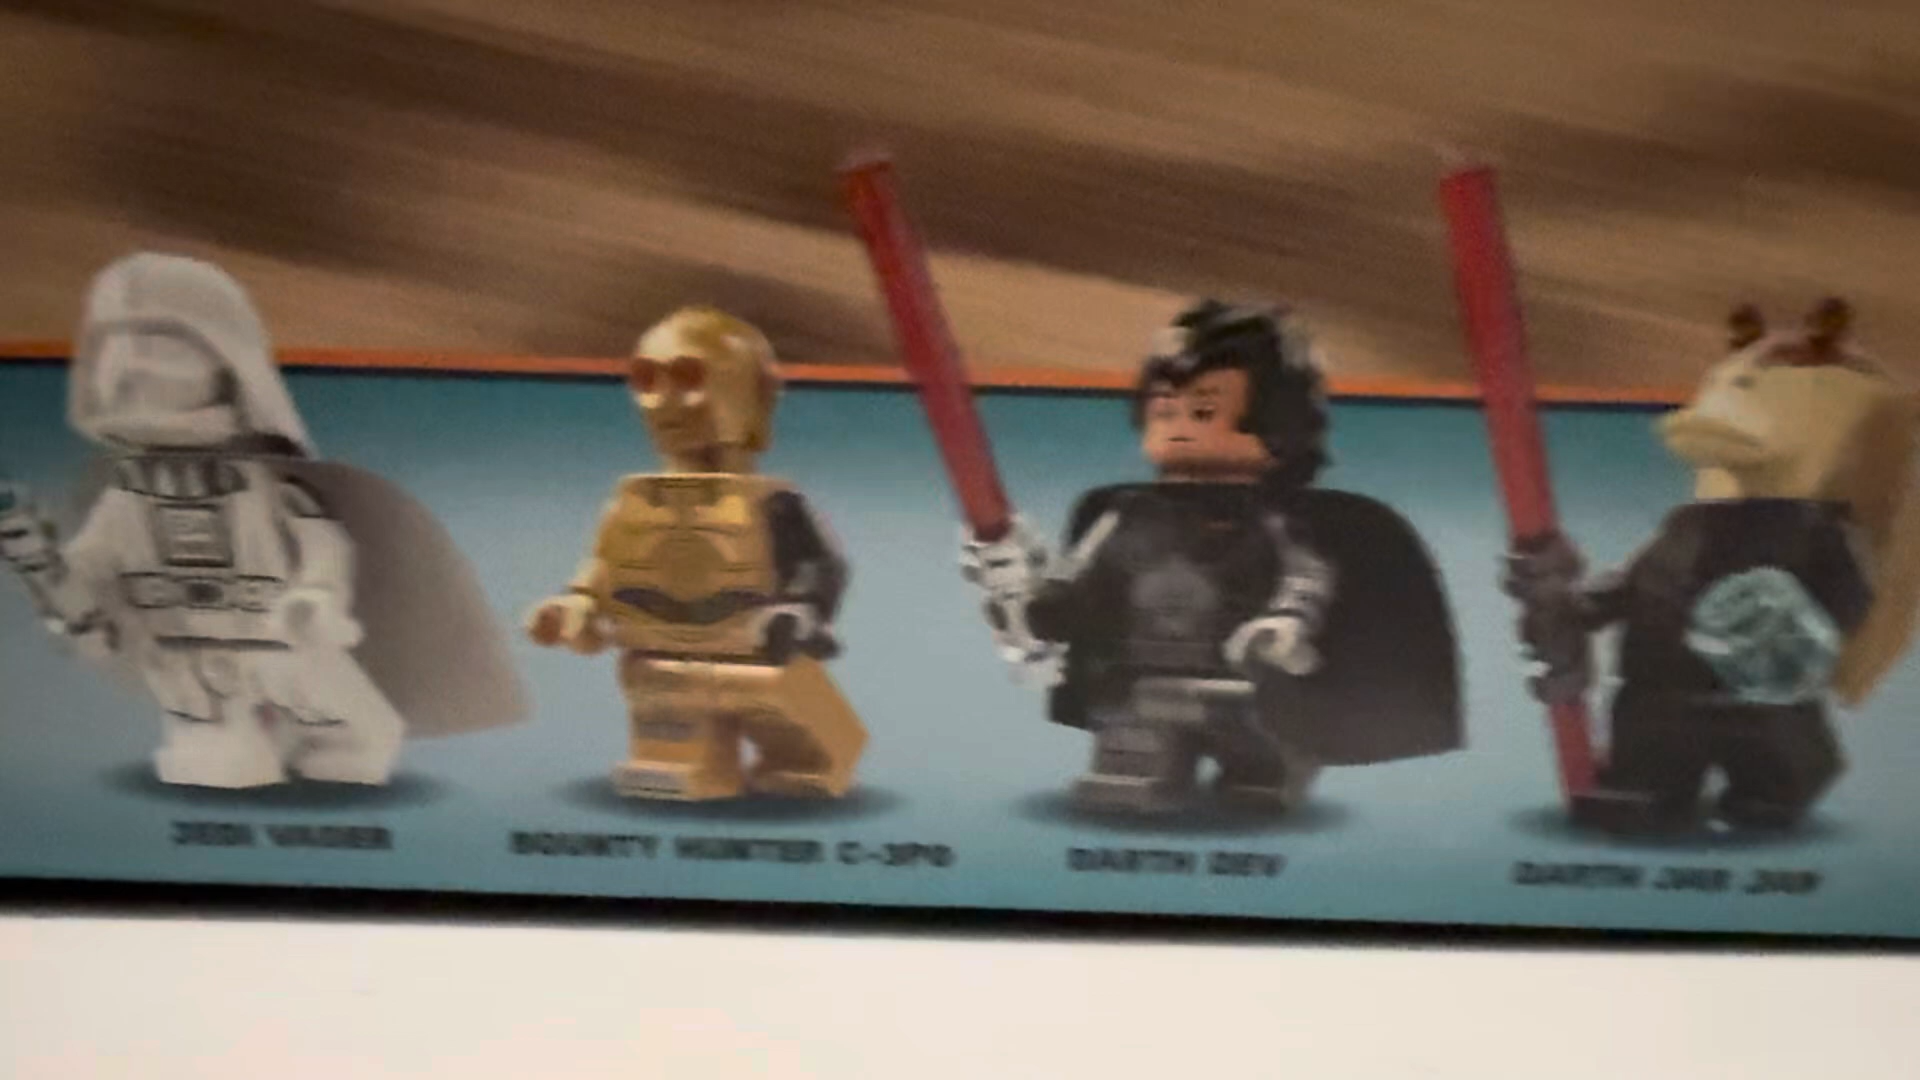 JEDI VADER
BOUNTY HUNTER C-3PO
DARTH DEV
DARTH JAR JAR